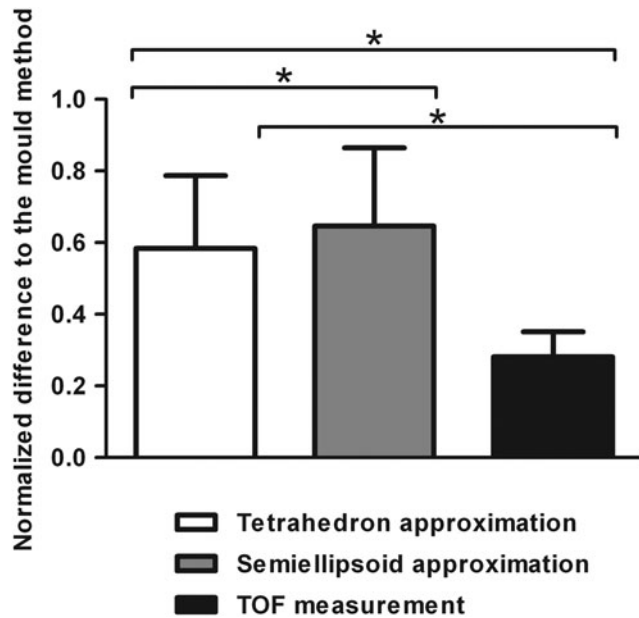 *
*
*
Normalized difference to the mould method
1.0
0.8
0.6
0.4
0.2
0.0
Tetrahedron approximation
Semiellipsoid approximation
TOF measurement